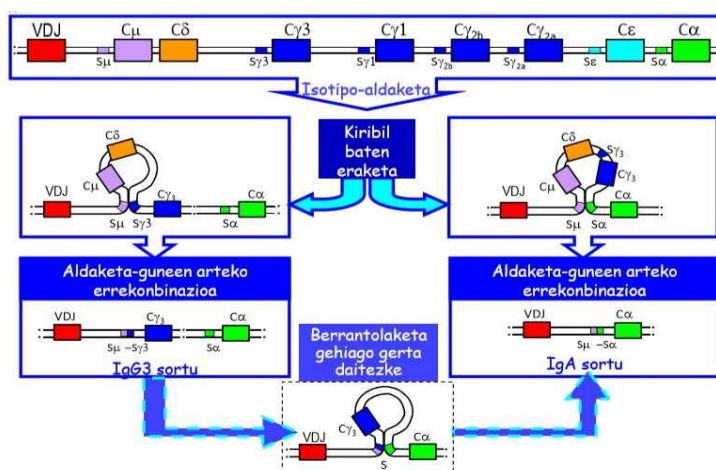 VDJ Cμ Cδ Cγ3 Cγ1 Cγ2b Cγ2a Cε Cα
Sμ Sγ3 Sγ1 Sγ2b Sγ2a Sε Sα
Isotipo-aldaketa
Kiribil
baten
eraketa
Cδ
Cμ
VDJ Cγ3 Cα
Sμ Sγ3 Sα
Cδ Sγ3
Cμ Cγ3
VDJ Cα
Sμ Sα
Aldaketa-guneen arteko
errekonbinazioa
VDJ Cγ3 Cα
Sμ –Sγ3 Sα
IgG3 sortu
Aldaketa-guneen arteko
errekonbinazioa
VDJ Cα
Sμ –Sα
IgA sortu
Berrantolaketa
gehiago gerta
daitezke
Cγ3
VDJ Cα
S